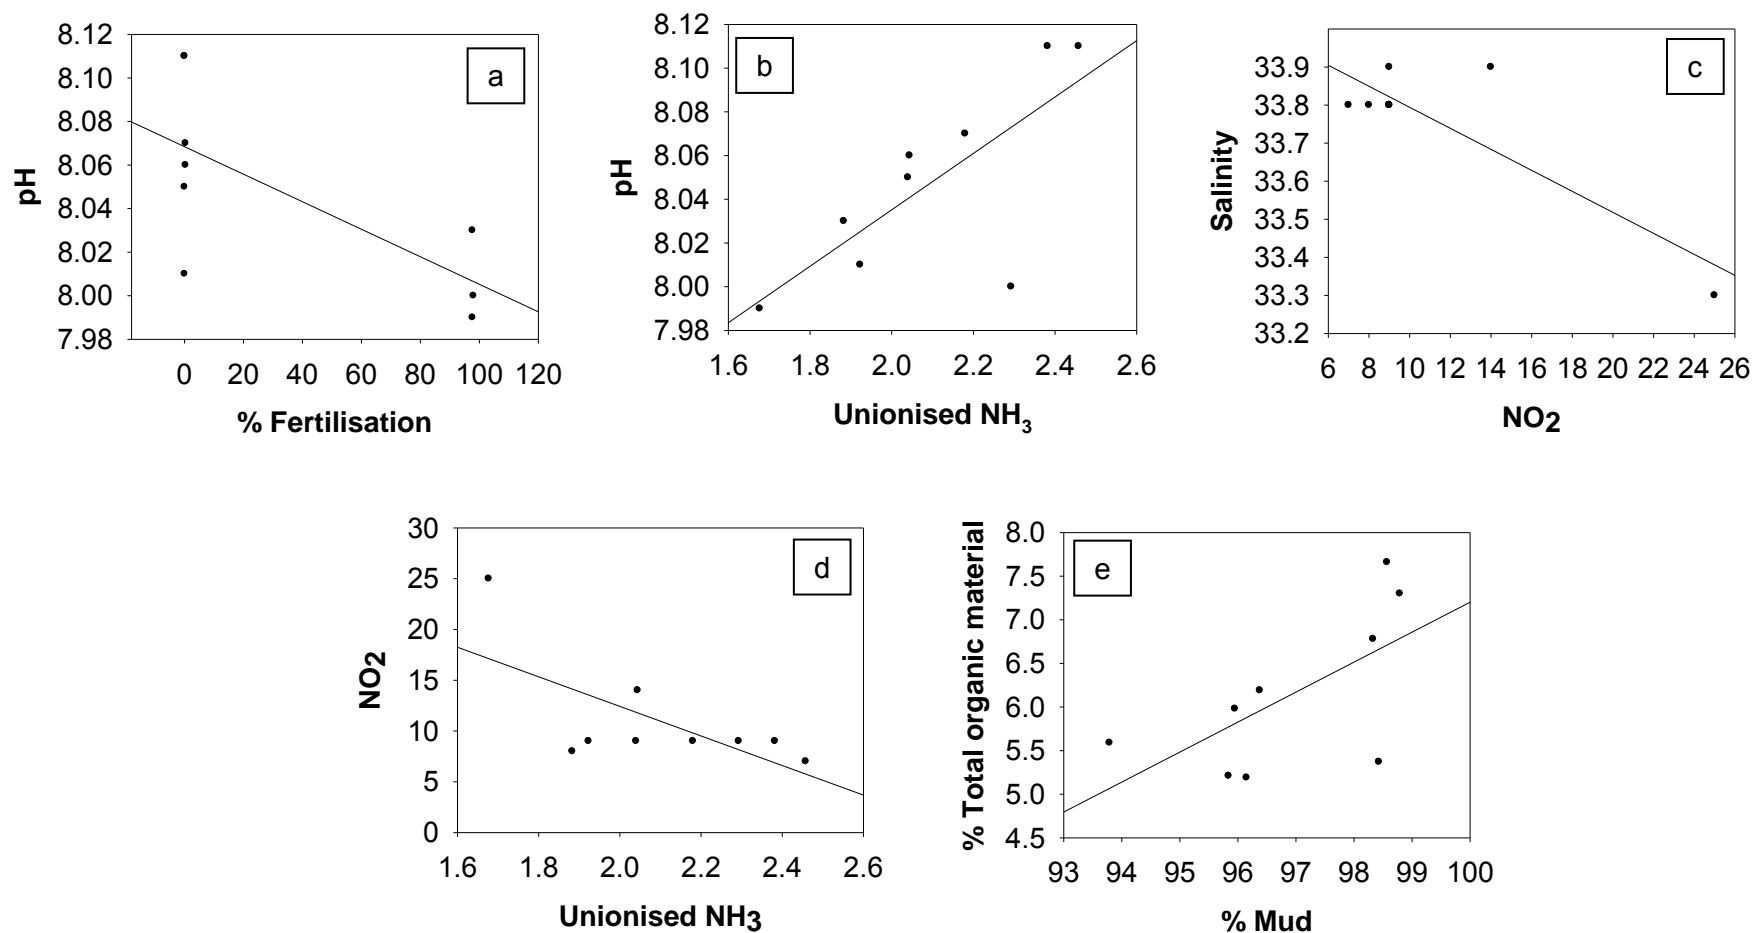 8.12
8.10
8.08
8.06
8.04
8.02
8.00
7.98
pH
a
0 20 40 60 80 100 120
% Fertilisation
8.12
8.10
8.08
8.06
8.04
8.02
8.00
7.98
pH
b
1.6 1.8 2.0 2.2 2.4 2.6
Unionised NH₃
33.9
33.8
33.7
33.6
33.5
33.4
33.3
33.2
Salinity
c
6 8 10 12 14 16 18 20 22 24 26
NO2
30
25
20
15
10
5
0
NO2
d
1.6 1.8 2.0 2.2 2.4 2.6
Unionised NH3
8.0
7.5
7.0
6.5
6.0
5.5
5.0
4.5
% Total organic material
e
93 94 95 96 97 98 99 100
% Mud